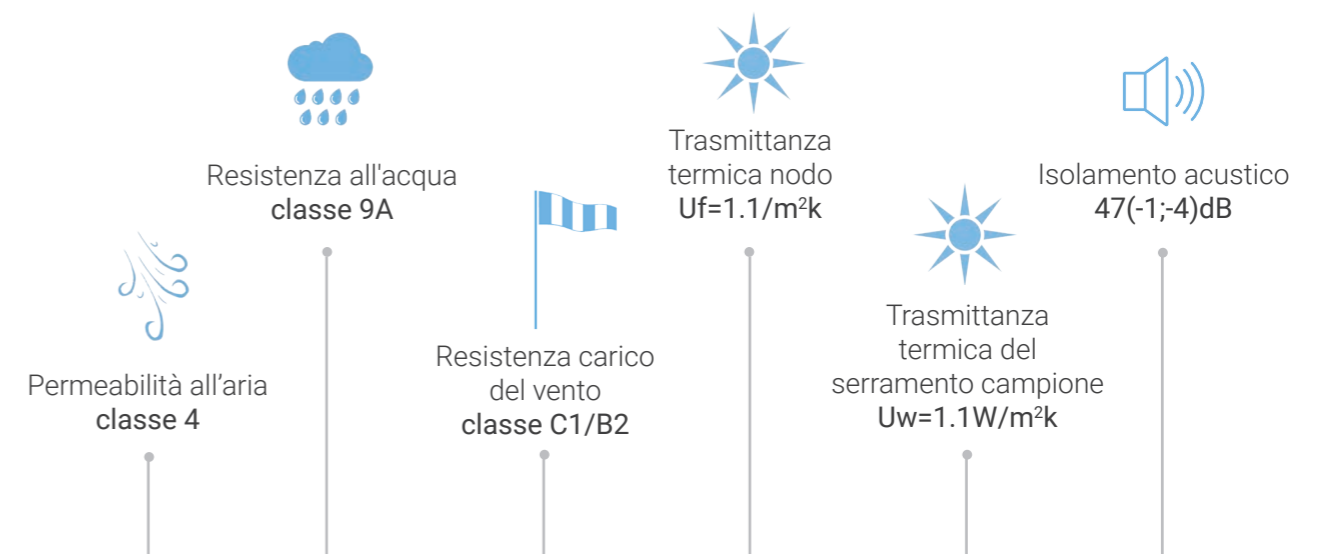 Permeabilità all’aria
classe 4
Resistenza all'acqua
classe 9A
Resistenza carico
del vento
classe C1/B2
Trasmittanza
termica nodo
Uf=1.1/m²k
Trasmittanza
termica del
serramento campione
Uw=1.1W/m²k
Isolamento acustico
47(-1;-4)dB